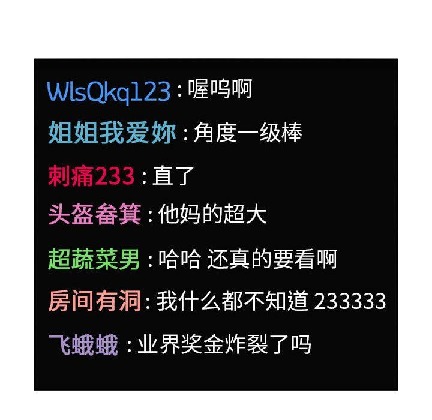 WlsQkq123 : 喔呜啊
姐姐我爱妳 : 角度一级棒
刺痛233 : 直了
头盔畚箕 : 他妈的超大
超蔬菜男 : 哈哈 还真的要看啊
房间有洞 : 我什么都不知道 233333
飞蛾蛾 : 业界奖金炸裂了吗